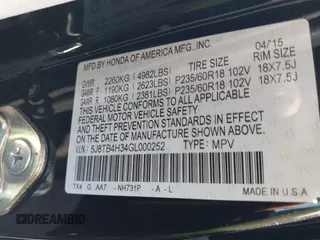 MFD. BY HONDA OF AMERICA MFG.,INC. 04/15
TIRE SIZE RIM SIZE
GVWR 2260KG (4982LBS)
GAWR F 1190KG (2623LBS) P235/60R18 102V 18X7.5J
GAWR R 1080KG (2381LBS) P235/60R18 102V 18X7.5J
THIS VEHICLE CONFORMS TO ALL APPLICABLE
FEDERAL MOTOR VEHICLE SAFETY, BUMPER,
AND THEFT PREVENTION STANDARDS IN EFFECT
ON THE DATE OF MANUFACTURE SHOWN ABOVE.
V.I.N.: 5J8TB4H34GL000252 TYPE: MPV
TX4 G AA7 - NH731P - A - L
DREAMBID